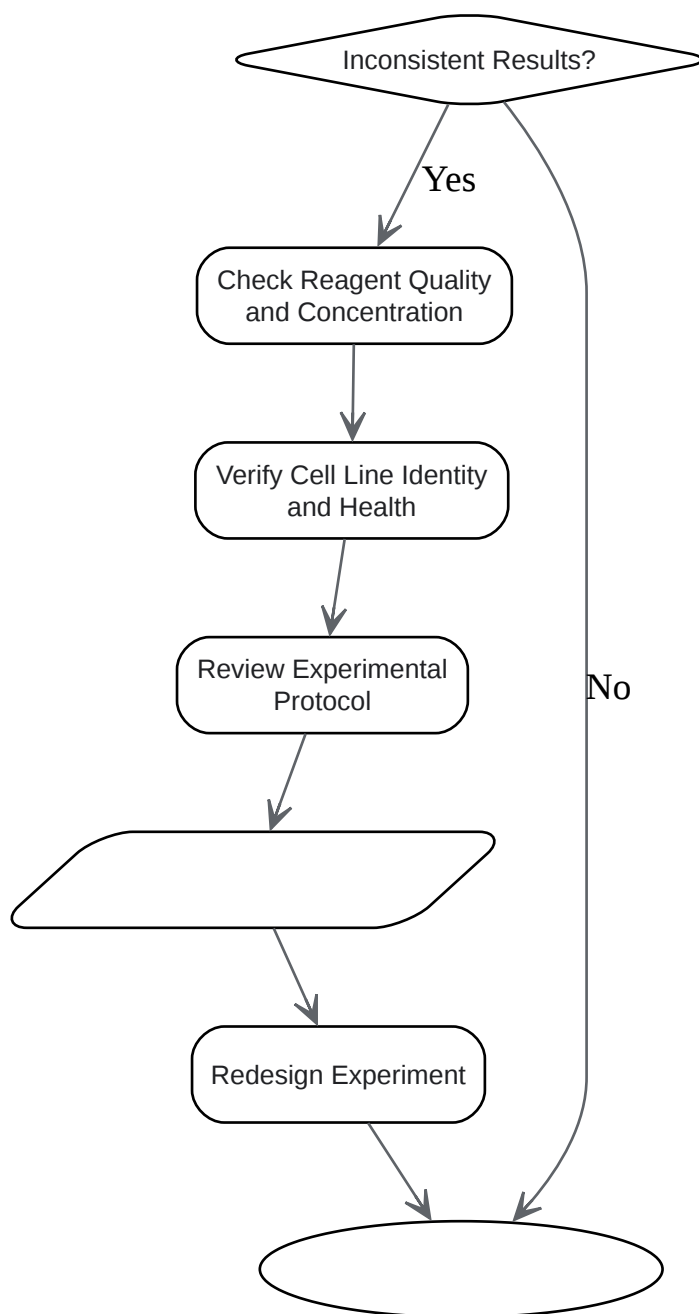 Inconsistent Results?
Yes
Check Reagent Quality
and Concentration
Verify Cell Line Identity
and Health
Review Experimental
Protocol
No
Redesign Experiment